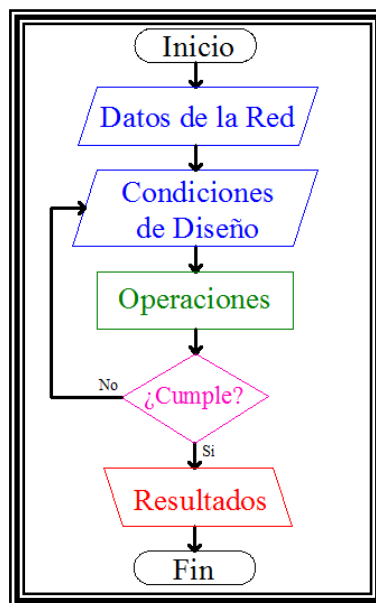 Inicio
Datos de la Red
Condiciones
de Diseño
Operaciones
¿Cumple?
No
Si
Resultados
Fin